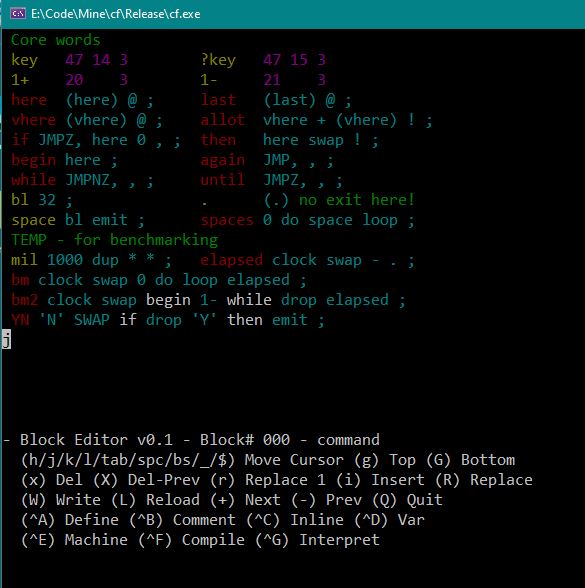 E:\Code\Mine\cf\Release\cf.exe
Core words
key   47 14 3        ?key   47 15 3
1+    20    3        1-     21    3
here  (here) @ ;     last   (last) @ ;
vhere (vhere) @ ;    allot  vhere + (vhere) ! ;
if JMPZ, here 0 , ;  then   here swap ! ;
begin here ;         again  JMP, , ;
while JMPNZ, , ;     until  JMPZ, , ;
bl 32 ;              .      (.) no exit here!
space bl emit ;      spaces 0 do space loop ;
TEMP - for benchmarking
mil 1000 dup * * ;   elapsed clock swap - . ;
bm clock swap 0 do loop elapsed ;
bm2 clock swap begin 1- while drop elapsed ;
YN 'N' SWAP if drop 'Y' then emit ;
j
- Block Editor v0.1 - Block# 000 - command
(h/j/k/l/tab/spc/bs/_/$) Move Cursor (g) Top (G) Bottom
(x) Del (X) Del-Prev (r) Replace 1 (i) Insert (R) Replace
(W) Write (L) Reload (+) Next (-) Prev (Q) Quit
(^A) Define (^B) Comment (^C) Inline (^D) Var
(^E) Machine (^F) Compile (^G) Interpret